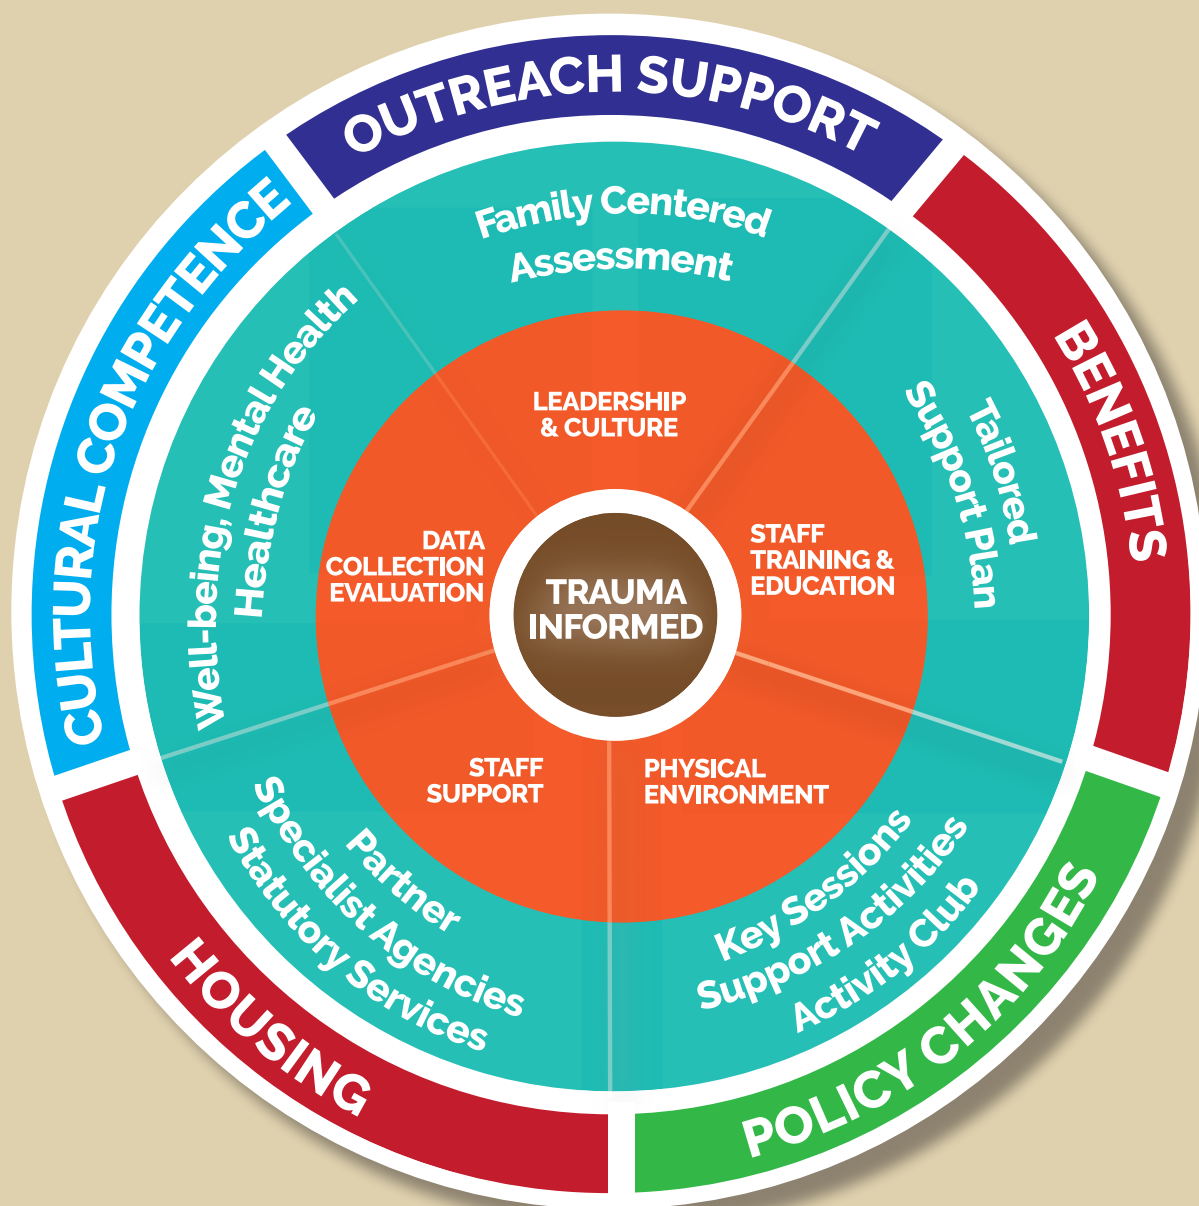 OUTREACH SUPPORT
BENEFITS
POLICY CHANGES
HOUSING
CULTURAL COMPETENCE
Family Centered
Assessment
Tailored
Support Plan
Key Sessions
Support Activities
Activity Club
Partner
Specialist Agencies
Statutory Services
Well-being, Mental Health
Healthcare
LEADERSHIP
& CULTURE
STAFF
TRAINING &
EDUCATION
PHYSICAL
ENVIRONMENT
STAFF
SUPPORT
DATA
COLLECTION
EVALUATION
TRAUMA
INFORMED